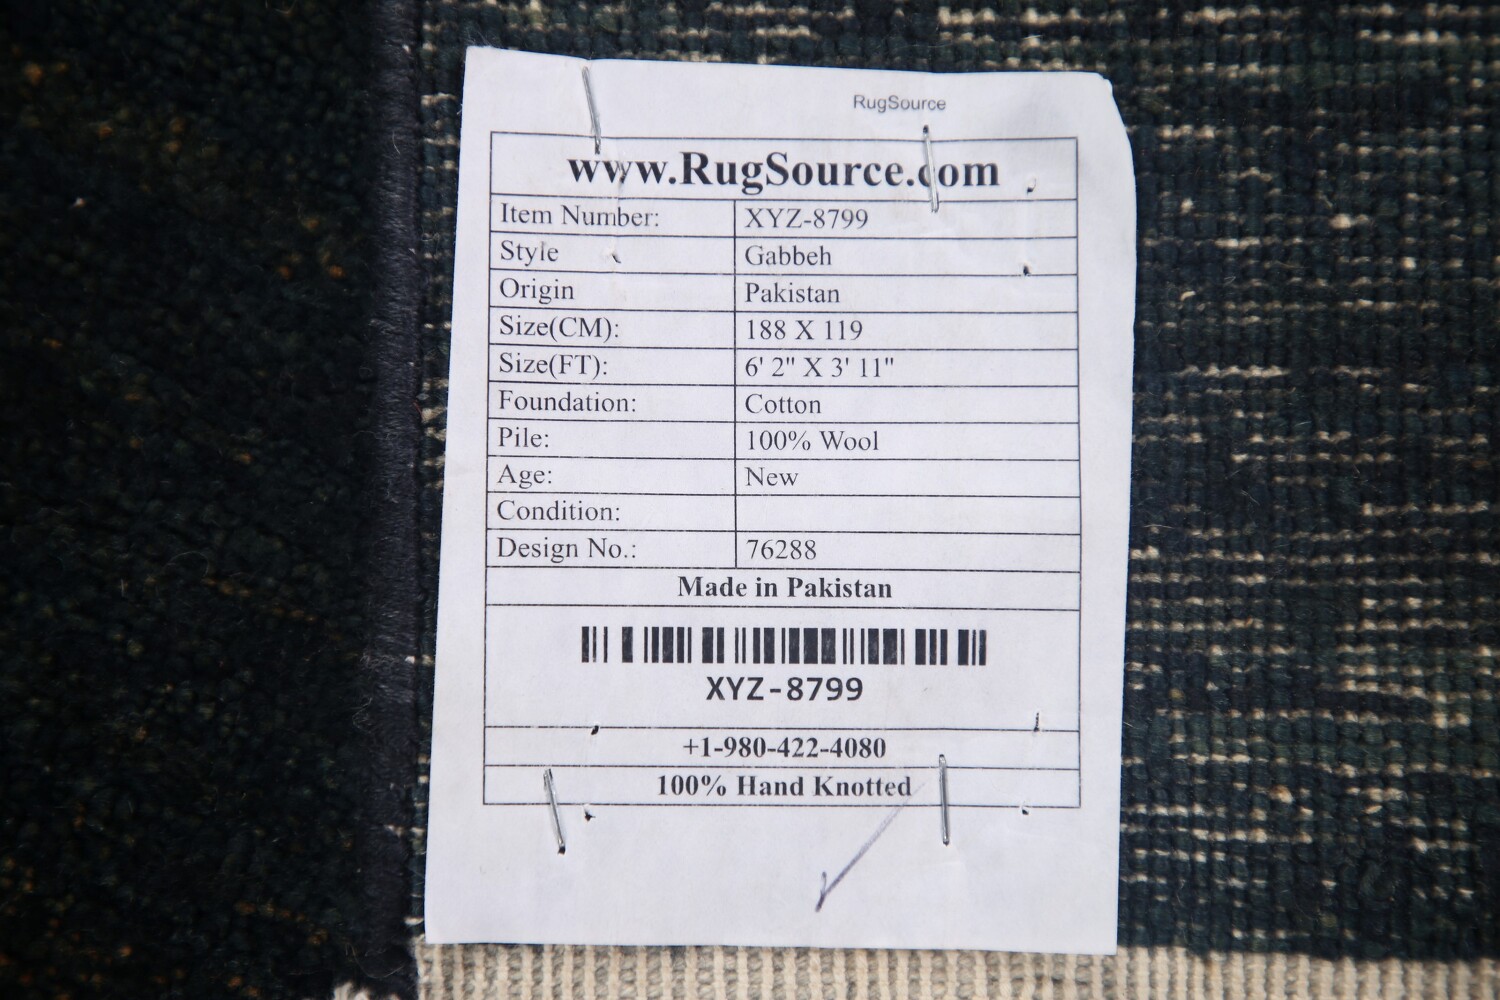 RugSource
www.RugSource.com
Item Number: XYZ-8799
Style Gabbeh
Origin Pakistan
Size(CM): 188 X 119
Size(FT): 6' 2" X 3' 11"
Foundation: Cotton
Pile: 100% Wool
Age: New
Condition:
Design No.: 76288
Made in Pakistan
XYZ-8799
+1-980-422-4080
100% Hand Knotted